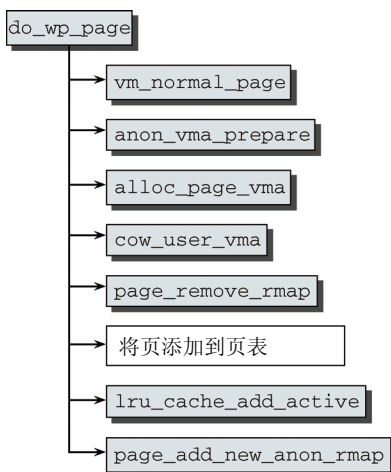 do_wp_page
vm_normal_page
anon_vma_prepare
alloc_page_vma
cow_user_vma
page_remove_rmap
将页添加到页表
lru_cache_add_active
page_add_new_anon_rmap